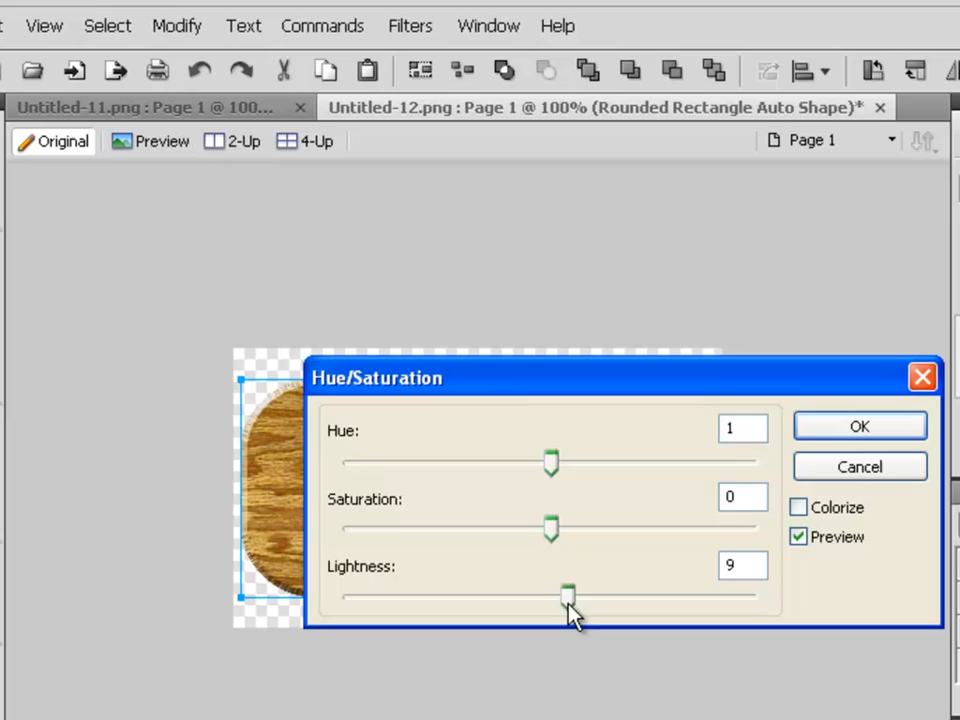 View Select Modify Text Commands Filters Window Help
Untitled-11.png : Page 1 @ 100... × Untitled-12.png : Page 1 @ 100% (Rounded Rectangle Auto Shape)* ×
Original Preview 2-Up 4-Up Page 1
Hue/Saturation
Hue: 1 OK
Cancel
Saturation: 0 Colorize
Preview
Lightness: 9